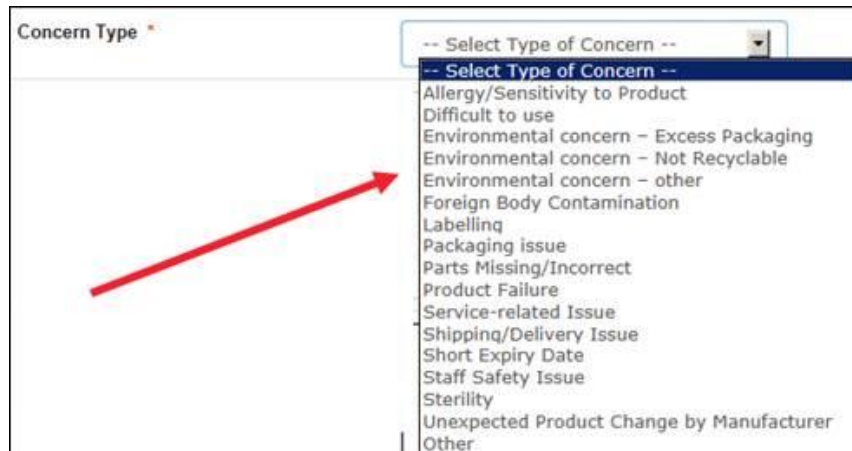 Concern Type *
-- Select Type of Concern --
-- Select Type of Concern --
Allergy/Sensitivity to Product
Difficult to use
Environmental concern – Excess Packaging
Environmental concern – Not Recyclable
Environmental concern – other
Foreign Body Contamination
Labelling
Packaging issue
Parts Missing/Incorrect
Product Failure
Service-related Issue
Shipping/Delivery Issue
Short Expiry Date
Staff Safety Issue
Sterility
Unexpected Product Change by Manufacturer
Other